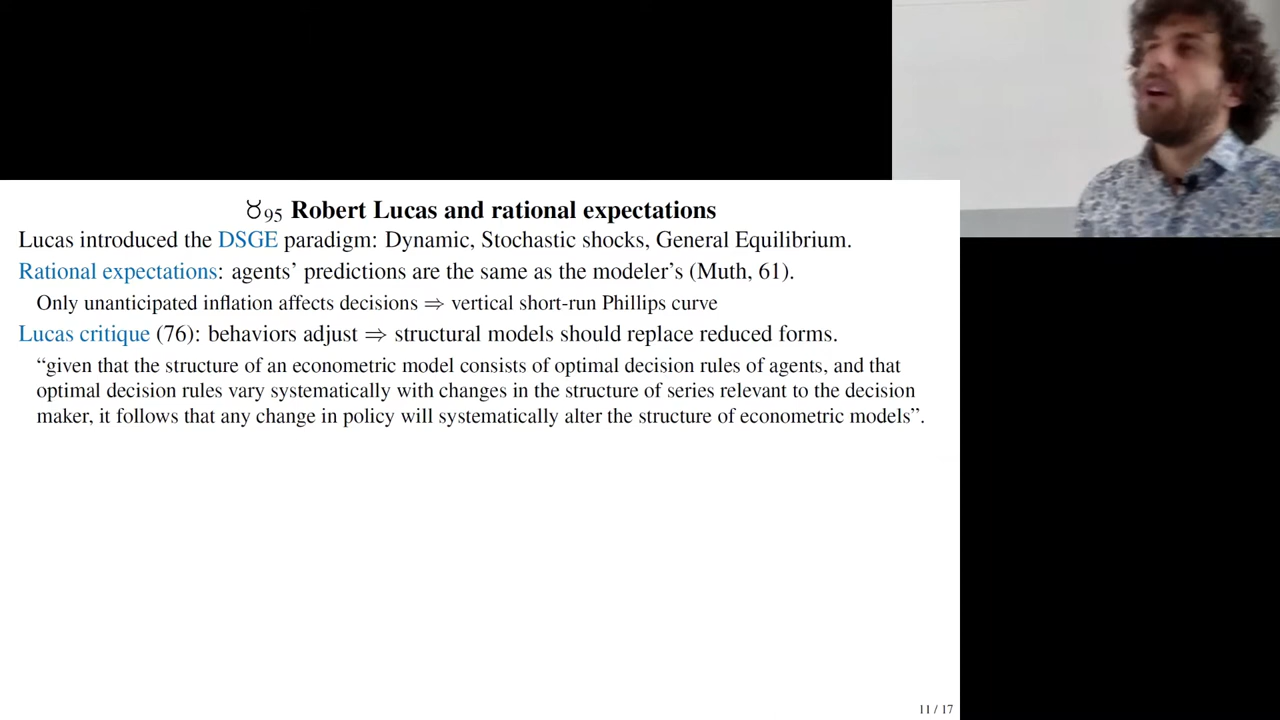 ♉95 Robert Lucas and rational expectations
Lucas introduced the DSGE paradigm: Dynamic, Stochastic shocks, General Equilibrium.
Rational expectations: agents’ predictions are the same as the modeler’s (Muth, 61).
Only unanticipated inflation affects decisions ⇒ vertical short-run Phillips curve
Lucas critique (76): behaviors adjust ⇒ structural models should replace reduced forms.
“given that the structure of an econometric model consists of optimal decision rules of agents, and that
optimal decision rules vary systematically with changes in the structure of series relevant to the decision
maker, it follows that any change in policy will systematically alter the structure of econometric models”.
11 / 17